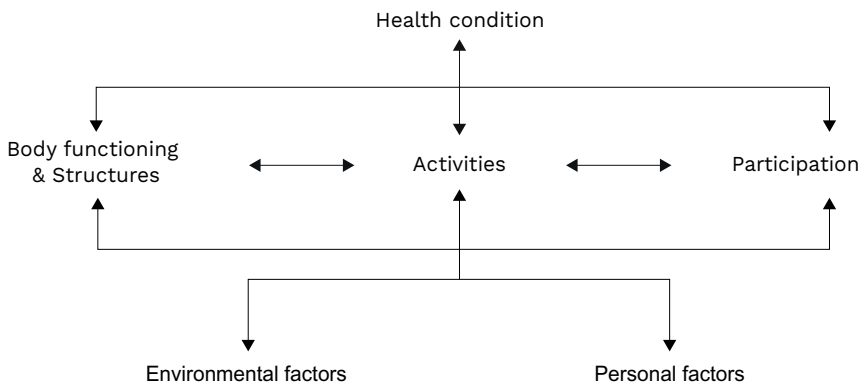 Health condition
Body functioning
& Structures
Activities
Participation
Environmental factors
Personal factors